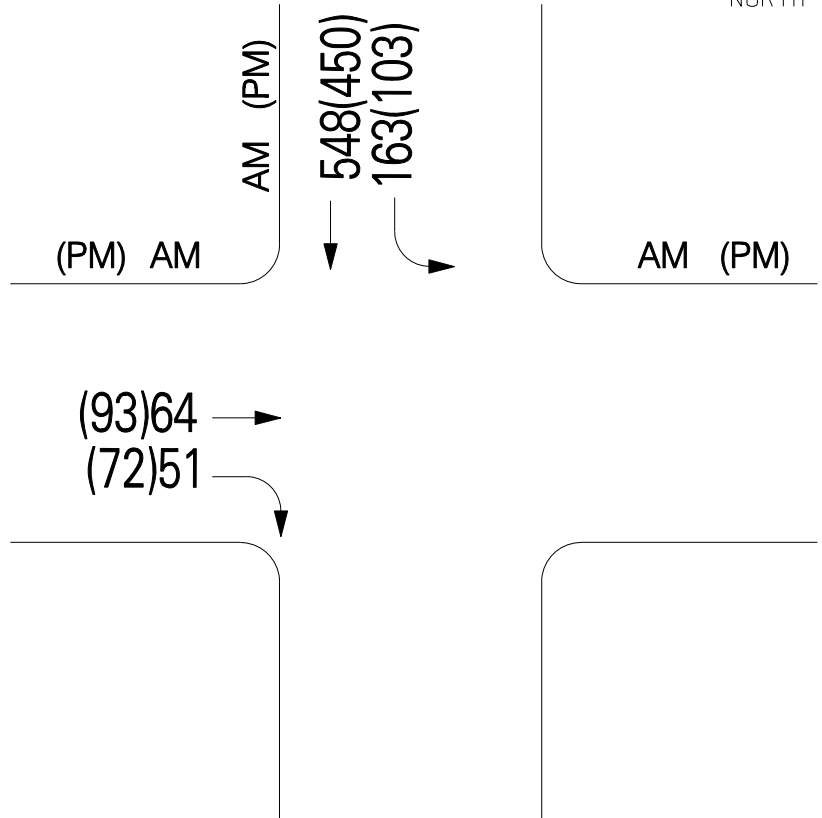 NORTH
AM (PM)
548(450)
163(103)
(PM) AM
AM (PM)
(93)64
(72)51